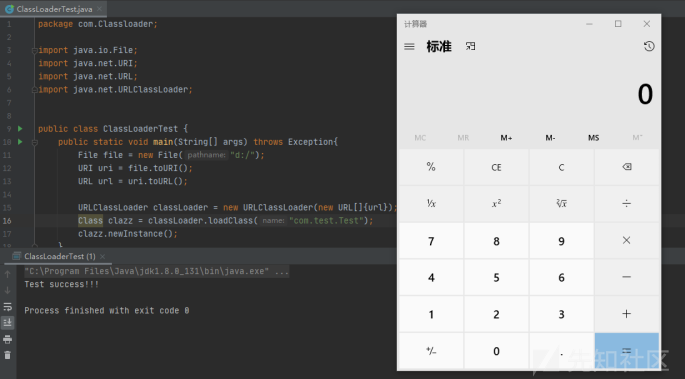 ClassLoaderTest.java
package com.Classloader;
import java.io.File;
import java.net.URI;
import java.net.URL;
import java.net.URLClassLoader;
public class ClassLoaderTest {
public static void main(String[] args) throws Exception{
File file = new File( pathname: "d:/");
URI uri = file.toURI();
URL url = uri.toURL();
URLClassLoader classLoader = new URLClassLoader(new URL[]{url});
Class clazz = classLoader.loadClass( name: "com.test.Test");
clazz.newInstance();
}
1
2
3
4
5
6
7
8
9
10
11
12
13
14
15
16
17
18
ClassLoaderTest (1)
"C:\Program Files\Java\jdk1.8.0_131\bin\java.exe" ...
Test success!!!
Process finished with exit code 0
计算器
标准
0
MC MR M+ M- MS M˅
% CE C
¹/x x² ²√x ÷
7 8 9 ×
4 5 6 −
1 2 3 +
+/− 0 . =
先知社区